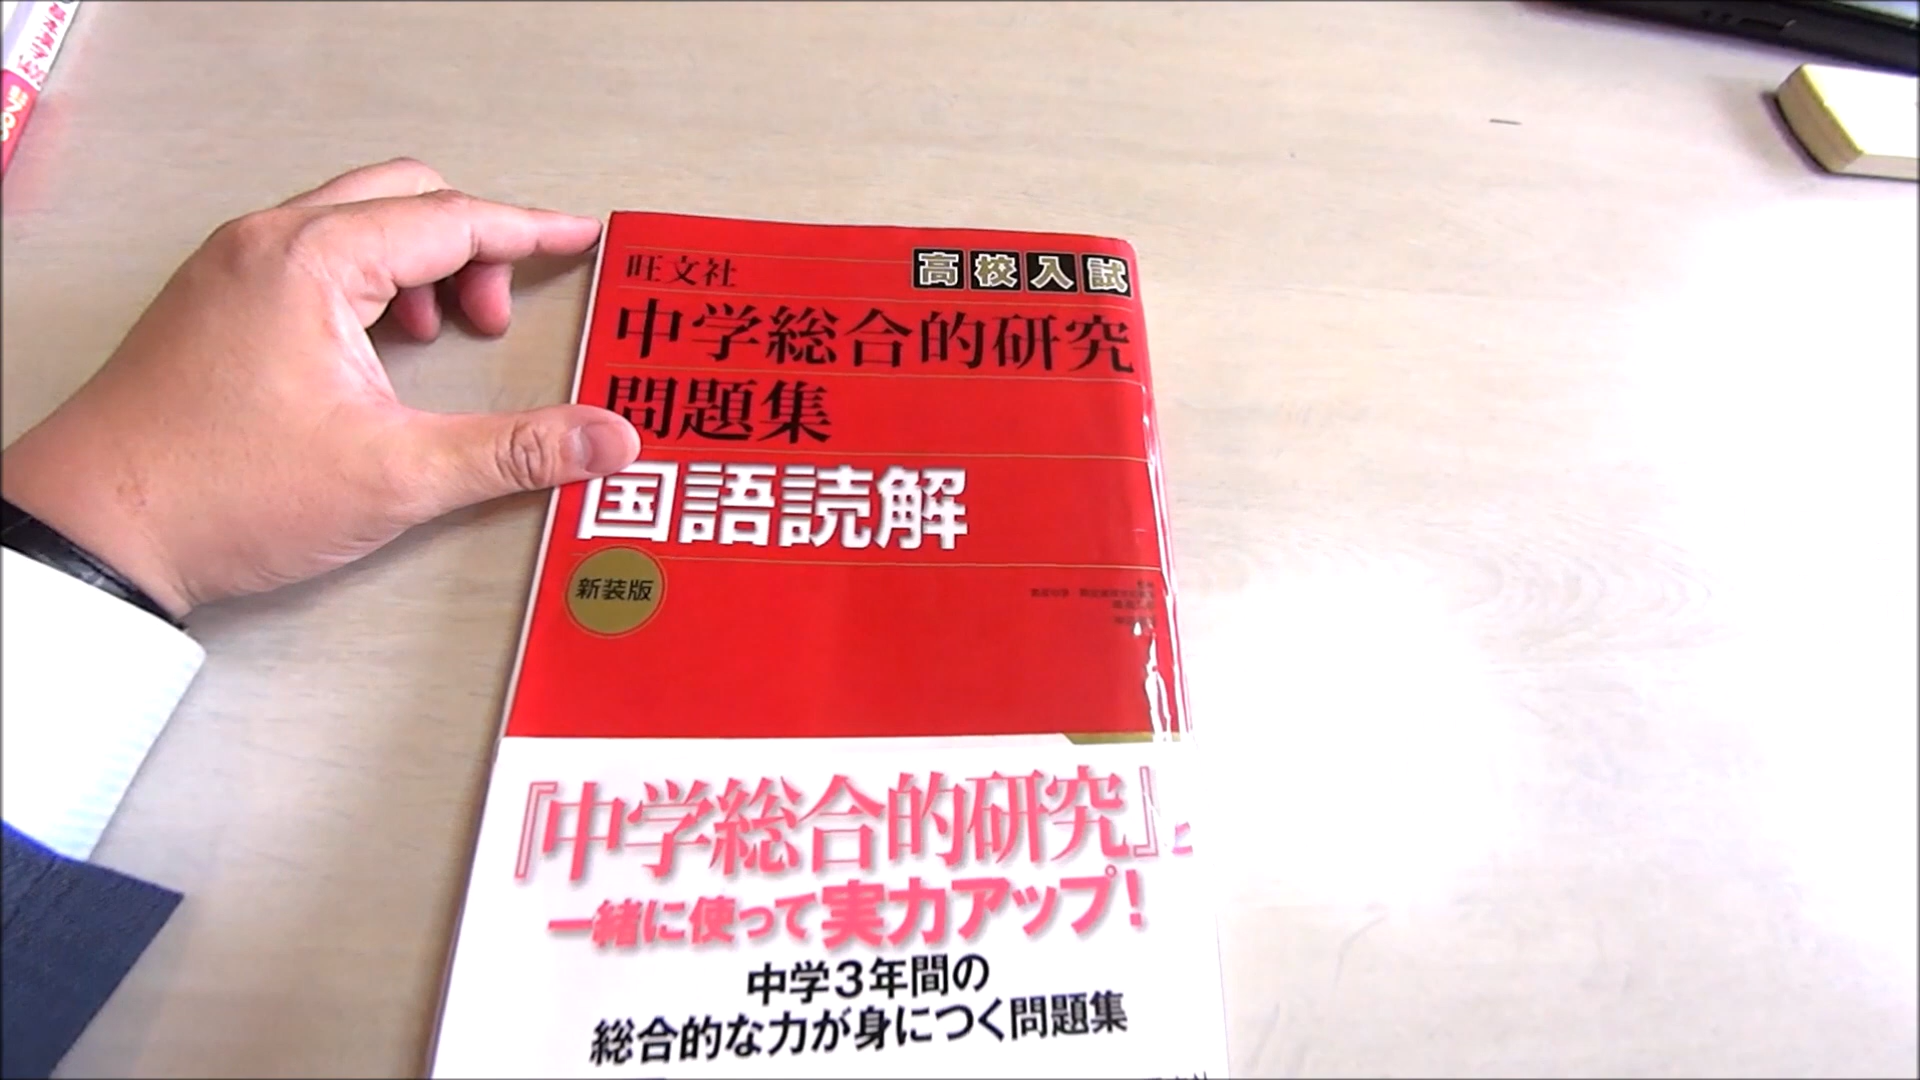 旺文社
高校入試
中学総合的研究
問題集
国語読解
新装版
『中学総合的研究』と
一緒に使って実力アップ!
中学3年間の
総合的な力が身につく問題集